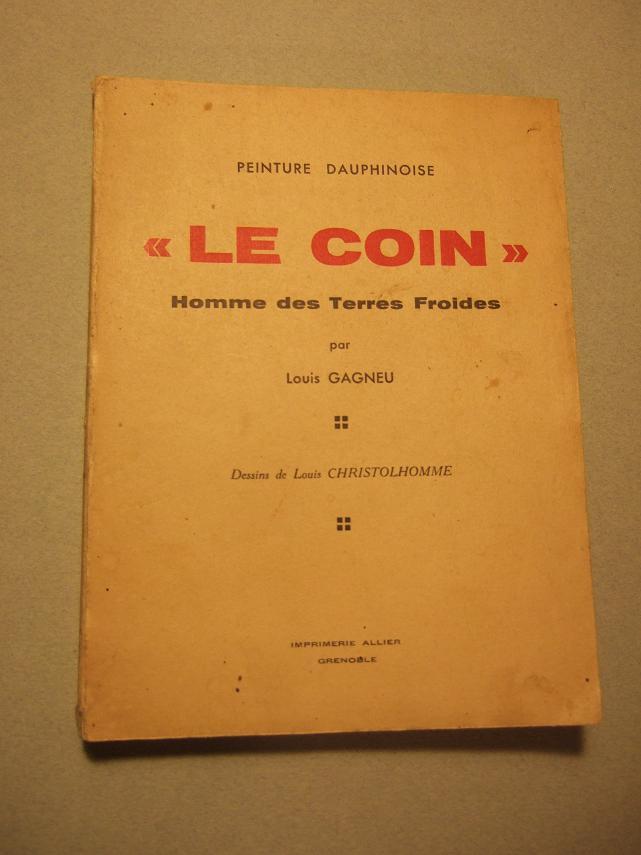 PEINTURE DAUPHINOISE
« LE COIN »
Homme des Terres Froides
par
Louis GAGNEU
Dessins de Louis CHRISTOLHOMME
IMPRIMERIE ALLIER
GRENOBLE